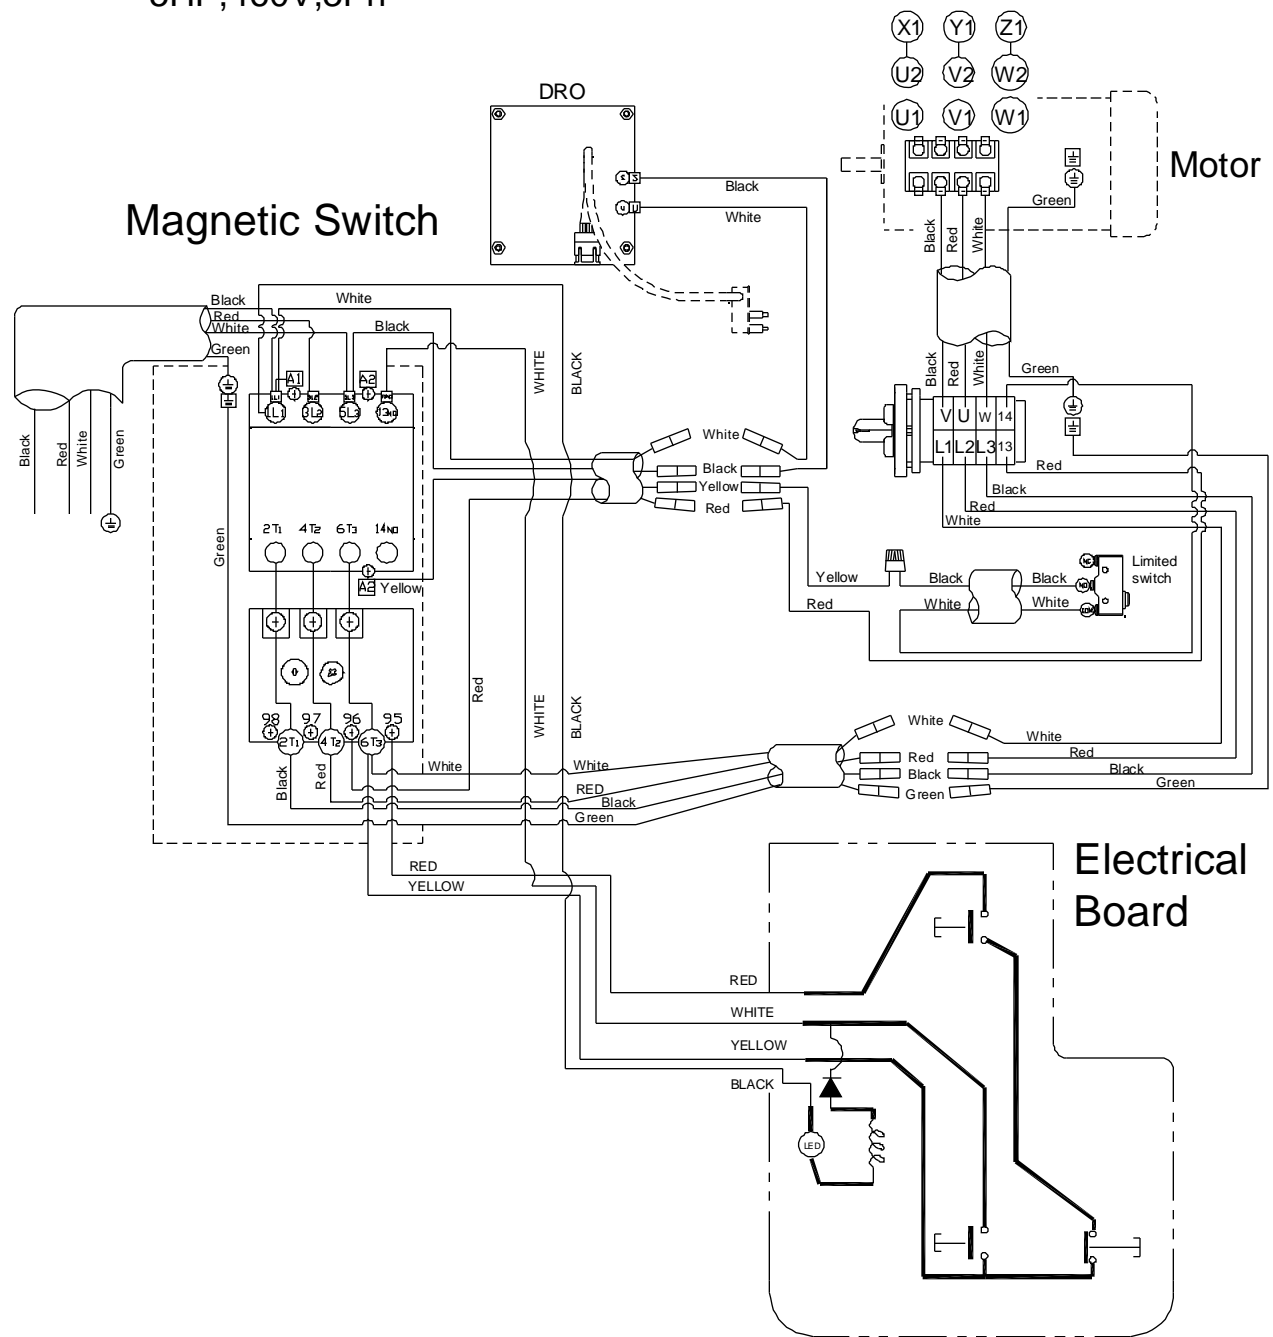 X1 Y1 Z1
U2 V2 W2
U1 V1 W1
DRO
Motor
Black
White
Green
Magnetic Switch
Black Red White
Black
Red
White
Green
White
Black
WHITE
BLACK
A1
A2
1L1 3L2 5L3 13NO
Black Red White Green
Black Red White
Green
V U W 14
L1 L2 L3 13
Red
Black
Red
White
White
Black
Yellow
Red
Green
2T1 4T2 6T3 14NO
A2 Yellow
Yellow
Red
Black
White
Black
White
NC
NO
COM
Limited
switch
0
Red
WHITE
BLACK
98 97 96 95
2T1 4T2 6T3
Black
Red
White
White
RED
Black
Green
White
Red
Black
Green
White
Red
Black
Green
RED
YELLOW
Electrical
Board
RED
WHITE
YELLOW
BLACK
LED